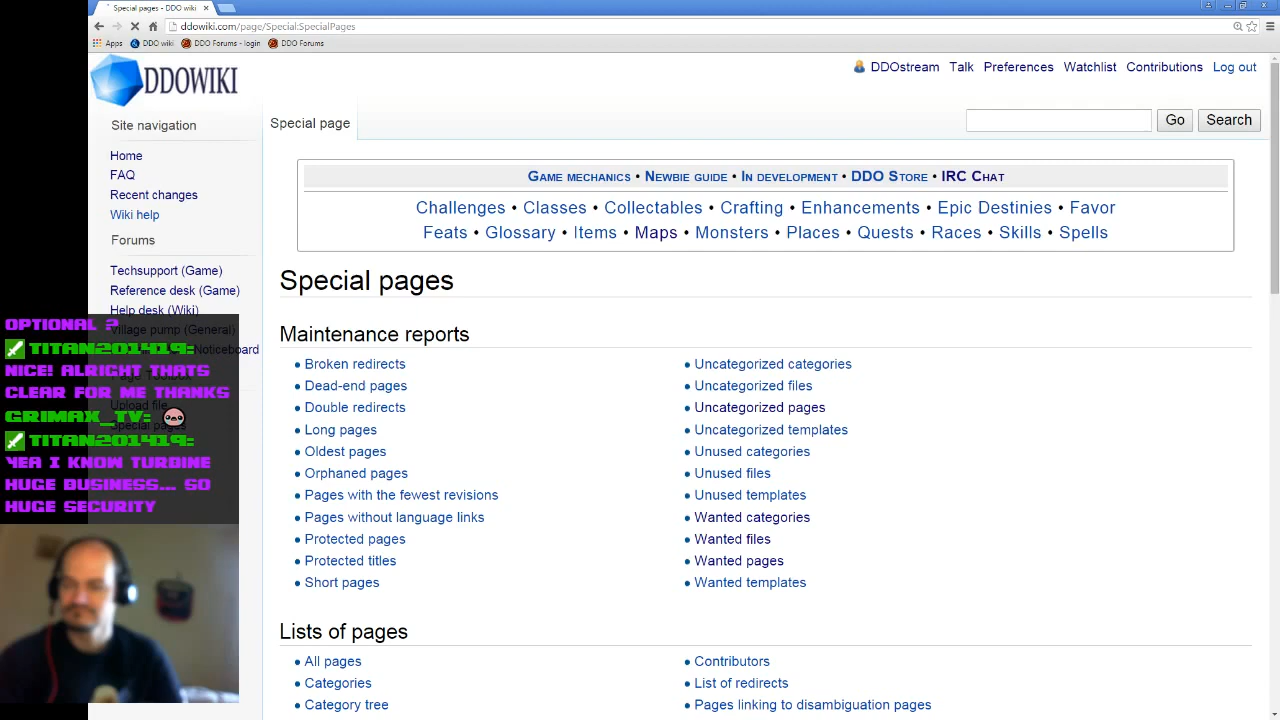 Special pages - DDO wiki
ddowiki.com/page/Special:SpecialPages
Apps DDO wiki DDO Forums - login DDO Forums
DDOWIKI
DDOstream Talk Preferences Watchlist Contributions Log out
Site navigation
Special page
Go Search
Home
FAQ
Recent changes
Wiki help
Forums
Techsupport (Game)
Reference desk (Game)
Help desk (Wiki)
Village pump (General)
Noticeboard
Upload file
Special pages
Game mechanics • Newbie guide • In development • DDO Store • IRC Chat
Challenges • Classes • Collectables • Crafting • Enhancements • Epic Destinies • Favor
Feats • Glossary • Items • Maps • Monsters • Places • Quests • Races • Skills • Spells
Special pages
Maintenance reports
• Broken redirects
• Dead-end pages
• Double redirects
• Long pages
• Oldest pages
• Orphaned pages
• Pages with the fewest revisions
• Pages without language links
• Protected pages
• Protected titles
• Short pages
• Uncategorized categories
• Uncategorized files
• Uncategorized pages
• Uncategorized templates
• Unused categories
• Unused files
• Unused templates
• Wanted categories
• Wanted files
• Wanted pages
• Wanted templates
Lists of pages
• All pages
• Categories
• Category tree
• Contributors
• List of redirects
• Pages linking to disambiguation pages
OPTIONAL ?
TITAN201419:
NICE! ALRIGHT THATS
CLEAR FOR ME THANKS
GRIMAX_TV:
TITAN201419:
YEA I KNOW TURBINE
HUGE BUSINESS... SO
HUGE SECURITY